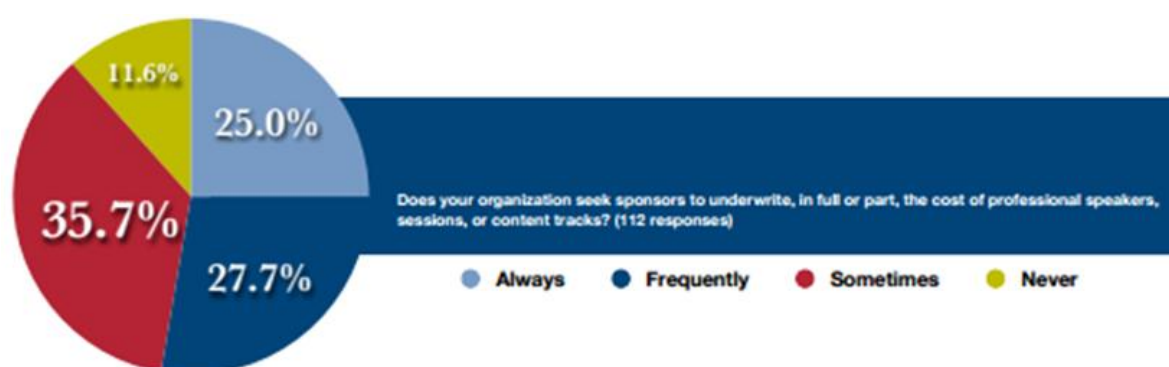 11.6%
25.0%
35.7%
27.7%
Does your organization seek sponsors to underwrite, in full or part, the cost of professional speakers,
sessions, or content tracks? (112 responses)
Always Frequently Sometimes Never